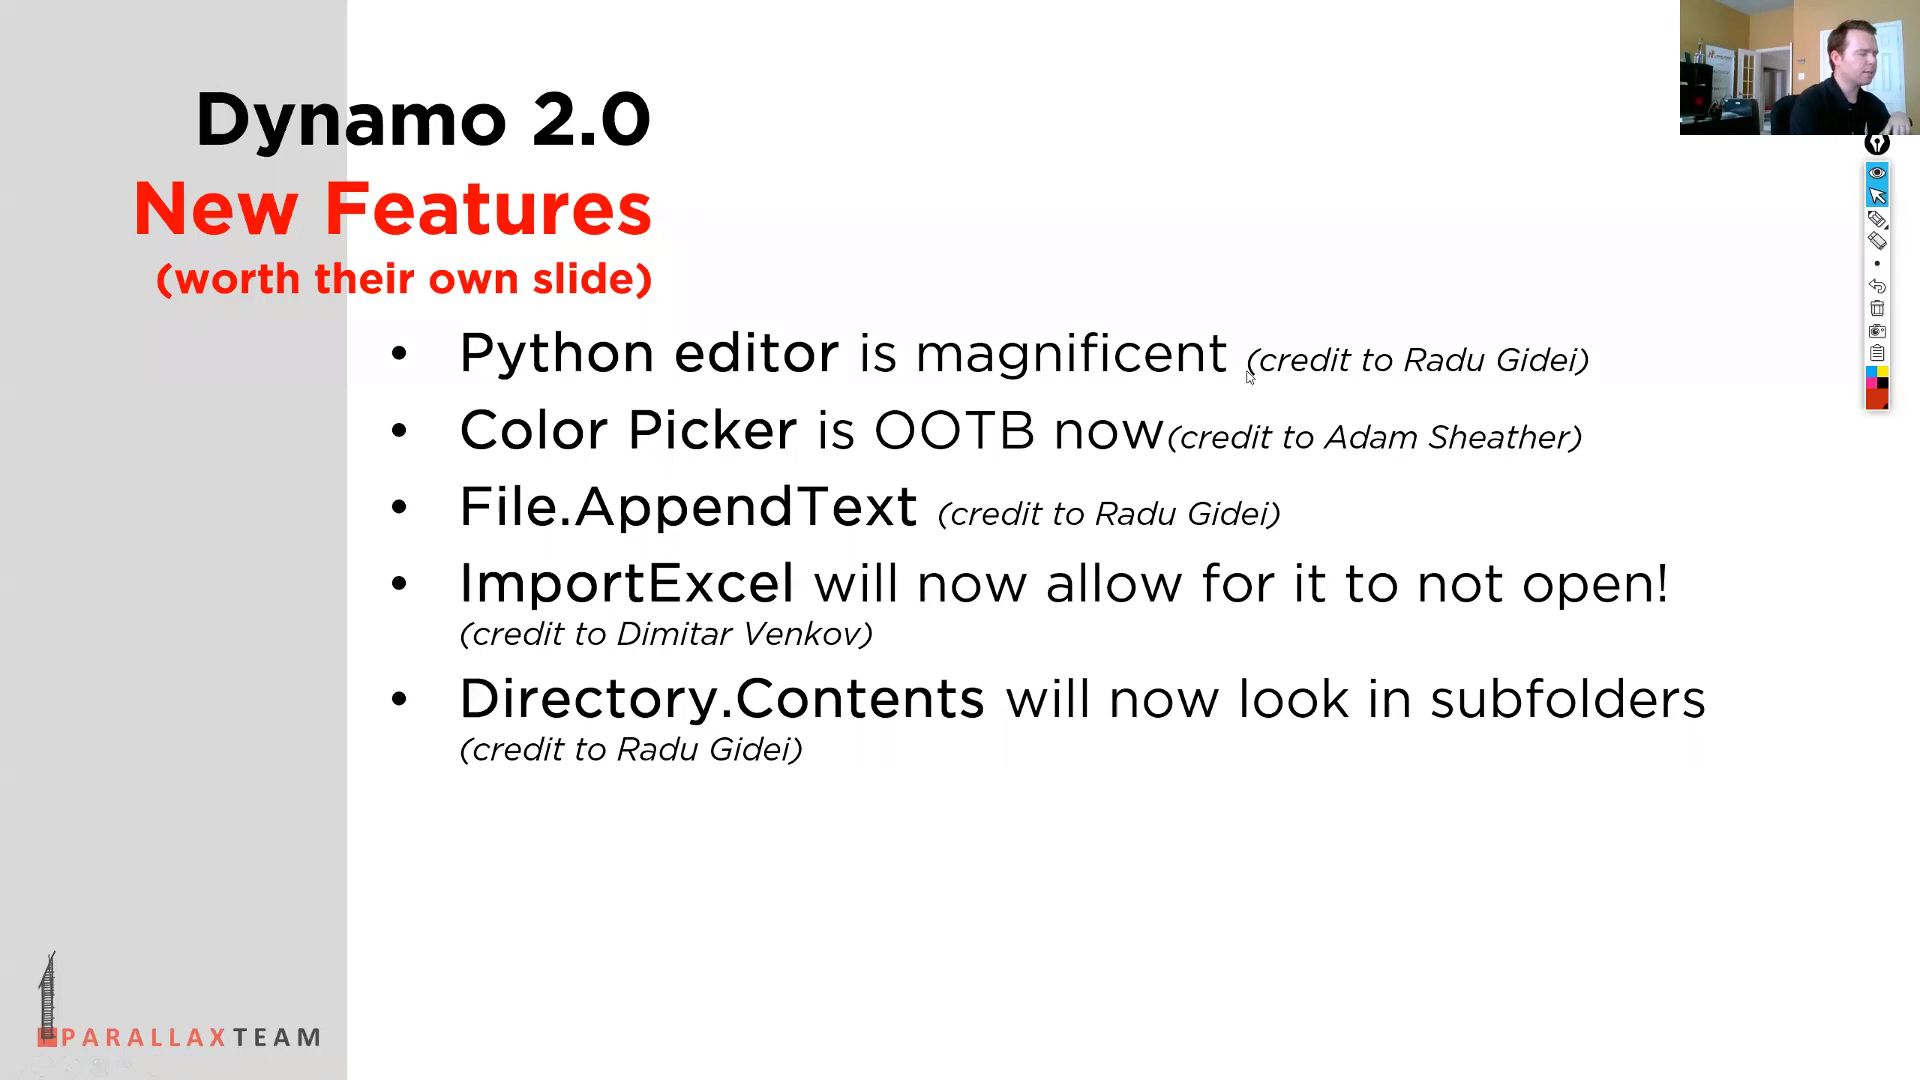 Dynamo 2.0
New Features
(worth their own slide)
• Python editor is magnificent (credit to Radu Gidei)
• Color Picker is OOTB now(credit to Adam Sheather)
• File.AppendText (credit to Radu Gidei)
• ImportExcel will now allow for it to not open!
(credit to Dimitar Venkov)
• Directory.Contents will now look in subfolders
(credit to Radu Gidei)
PARALLAXTEAM